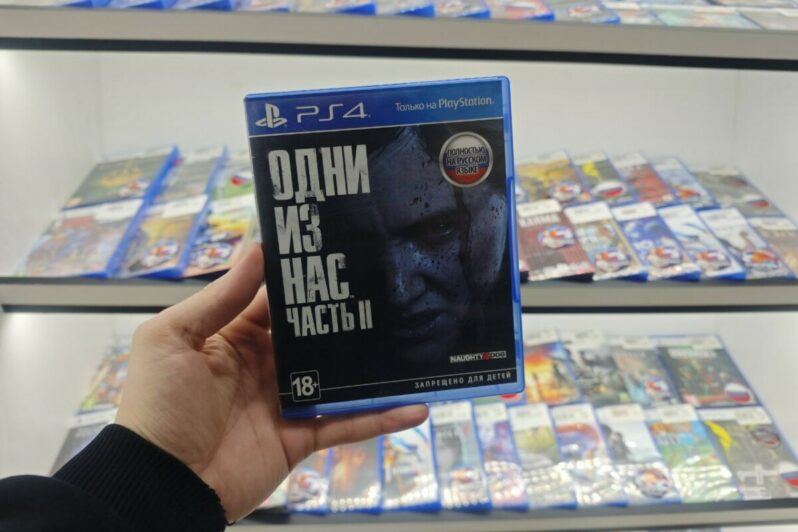 PS4
Только на PlayStation.
ПОЛНОСТЬЮ
НА РУССКОМ
ЯЗЫКЕ
ОДНИ
ИЗ
НАС
ЧАСТЬ II
NAUGHTY DOG
18+
ЗАПРЕЩЕНО ДЛЯ ДЕТЕЙ